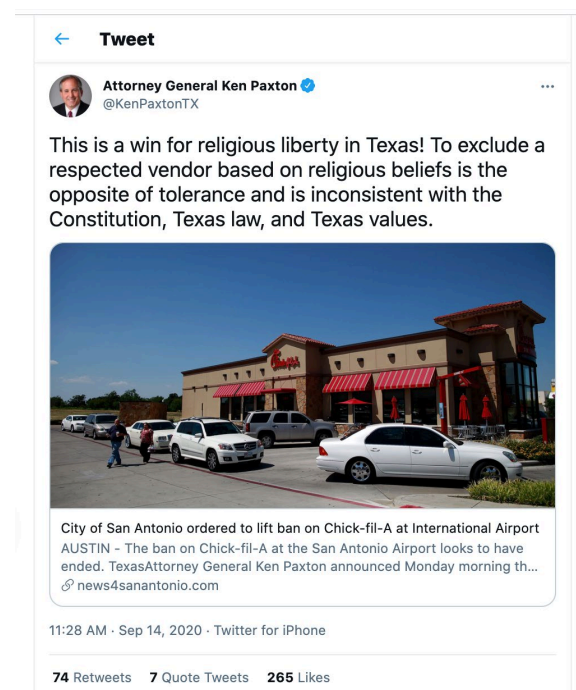 Tweet
Attorney General Ken Paxton
@KenPaxtonTX
This is a win for religious liberty in Texas! To exclude a
respected vendor based on religious beliefs is the
opposite of tolerance and is inconsistent with the
Constitution, Texas law, and Texas values.
Chick-fil-A
City of San Antonio ordered to lift ban on Chick-fil-A at International Airport
AUSTIN - The ban on Chick-fil-A at the San Antonio Airport looks to have
ended. TexasAttorney General Ken Paxton announced Monday morning th...
news4sanantonio.com
11:28 AM · Sep 14, 2020 · Twitter for iPhone
74 Retweets 7 Quote Tweets 265 Likes